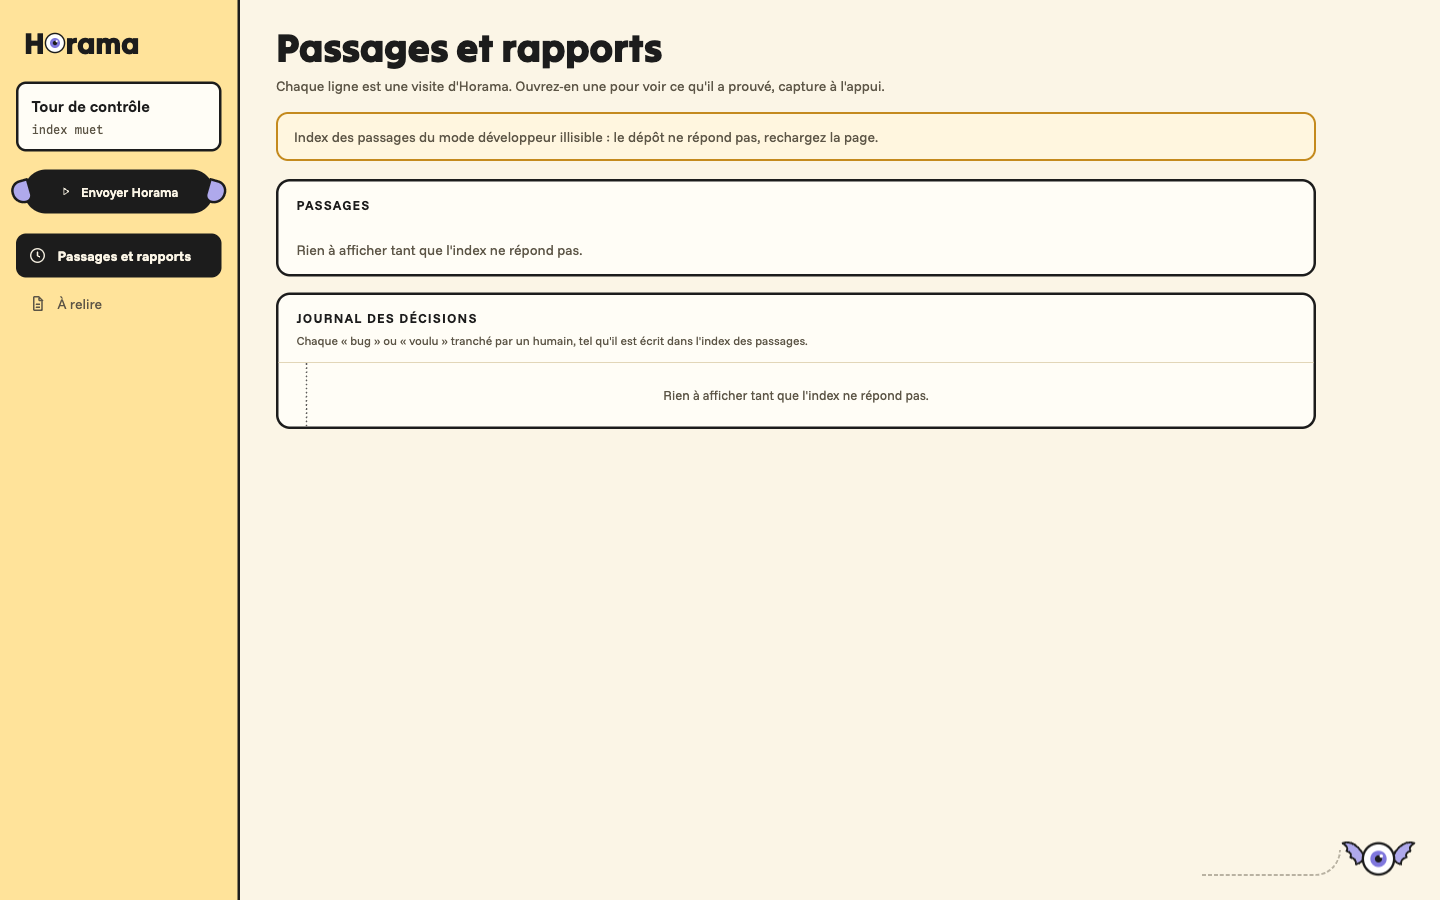 Horama
Tour de contrôle
index muet
Envoyer Horama
Passages et rapports
À relire
Passages et rapports
Chaque ligne est une visite d'Horama. Ouvrez-en une pour voir ce qu'il a prouvé, capture à l'appui.
Index des passages du mode développeur illisible : le dépôt ne répond pas, rechargez la page.
PASSAGES
Rien à afficher tant que l'index ne répond pas.
JOURNAL DES DÉCISIONS
Chaque « bug » ou « voulu » tranché par un humain, tel qu'il est écrit dans l'index des passages.
Rien à afficher tant que l'index ne répond pas.